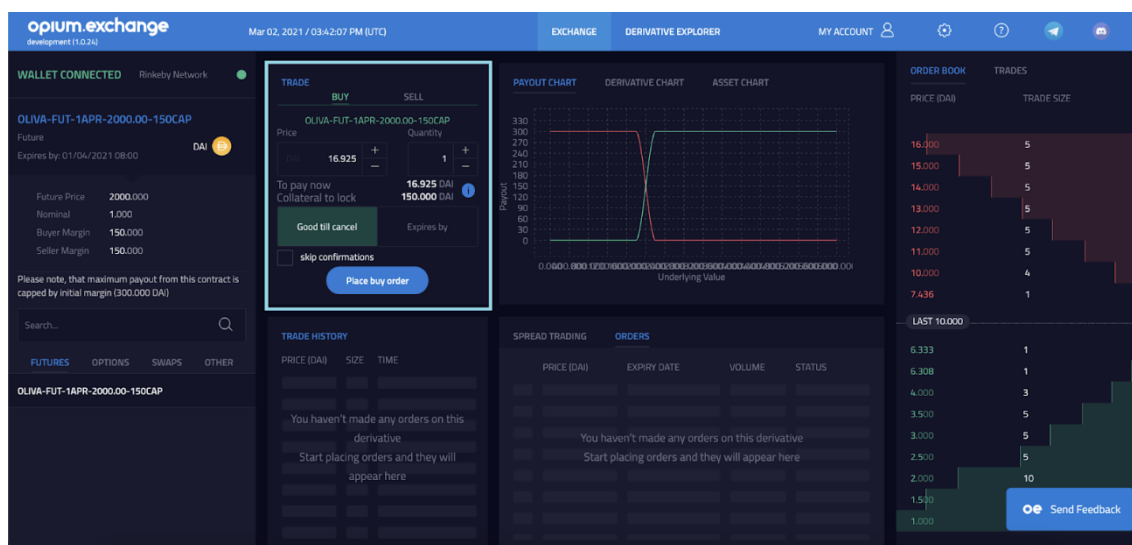 opium.exchange
development (1.0.24)
Mar 02, 2021 / 03:42:07 PM (UTC)
EXCHANGE
DERIVATIVE EXPLORER
MY ACCOUNT
WALLET CONNECTED
Rinkeby Network
OLIVA-FUT-1APR-2000.00-150CAP
Future
DAI
Expires by: 01/04/2021 08:00
Future Price 2000.000
Nominal 1.000
Buyer Margin 150.000
Seller Margin 150.000
Please note, that maximum payout from this contract is
capped by initial margin (300.000 DAI)
Search...
FUTURES OPTIONS SWAPS OTHER
OLIVA-FUT-1APR-2000.00-150CAP
TRADE
BUY SELL
OLIVA-FUT-1APR-2000.00-150CAP
Price Quantity
DAI 16.925 + − 1 + −
To pay now 16.925 DAI
Collateral to lock 150.000 DAI
Good till cancel Expires by
skip confirmations
Place buy order
TRADE HISTORY
PRICE (DAI) SIZE TIME
You haven't made any orders on this
derivative
Start placing orders and they will
appear here
PAYOUT CHART DERIVATIVE CHART ASSET CHART
330
300
270
240
210
180
150
120
90
60
30
0
Payout
Underlying Value
SPREAD TRADING ORDERS
PRICE (DAI) EXPIRY DATE VOLUME STATUS
You haven't made any orders on this derivative
Start placing orders and they will appear here
ORDER BOOK TRADES
PRICE (DAI) TRADE SIZE
16.000 5
15.000 5
14.000 5
13.000 5
12.000 5
11.000 5
10.000 4
7.436 1
LAST 10.000
6.333 1
6.308 1
4.000 3
3.500 5
3.000 5
2.500 5
2.000 10
1.500
1.000
oe Send Feedback